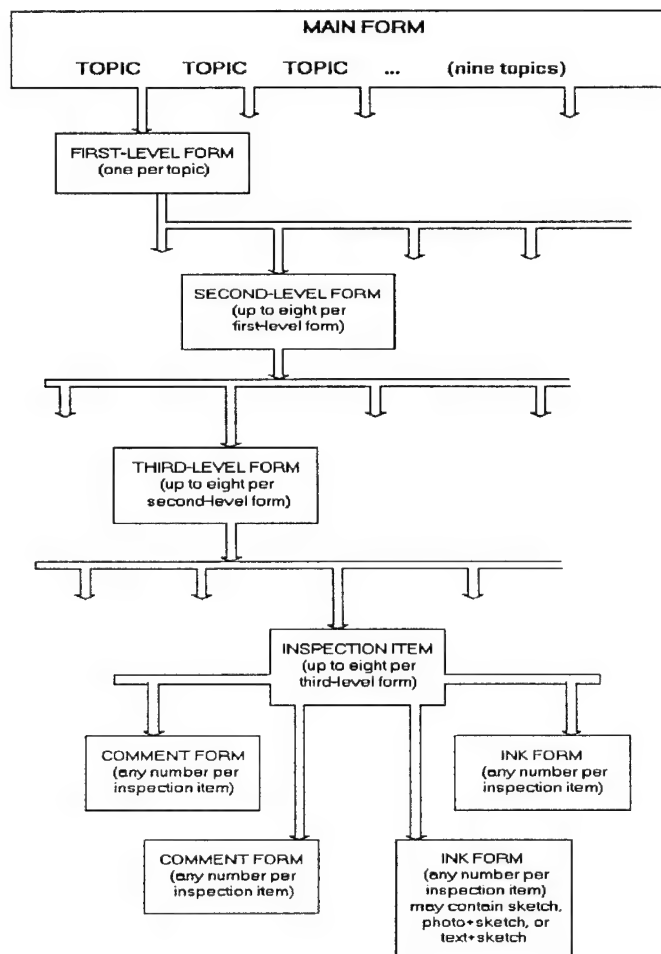 MAIN FORM
TOPIC TOPIC TOPIC ... (nine topics)
FIRST-LEVEL FORM
(one per topic)
SECOND-LEVEL FORM
(up to eight per
first-level form)
THIRD-LEVEL FORM
(up to eight per
second-level form)
INSPECTION ITEM
(up to eight per
third-level form)
COMMENT FORM
(any number per
inspection item)
INK FORM
(any number per
inspection item)
COMMENT FORM
(any number per
inspection item)
INK FORM
(any number per
inspection item)
may contain sketch,
photo+sketch, or
text+sketch